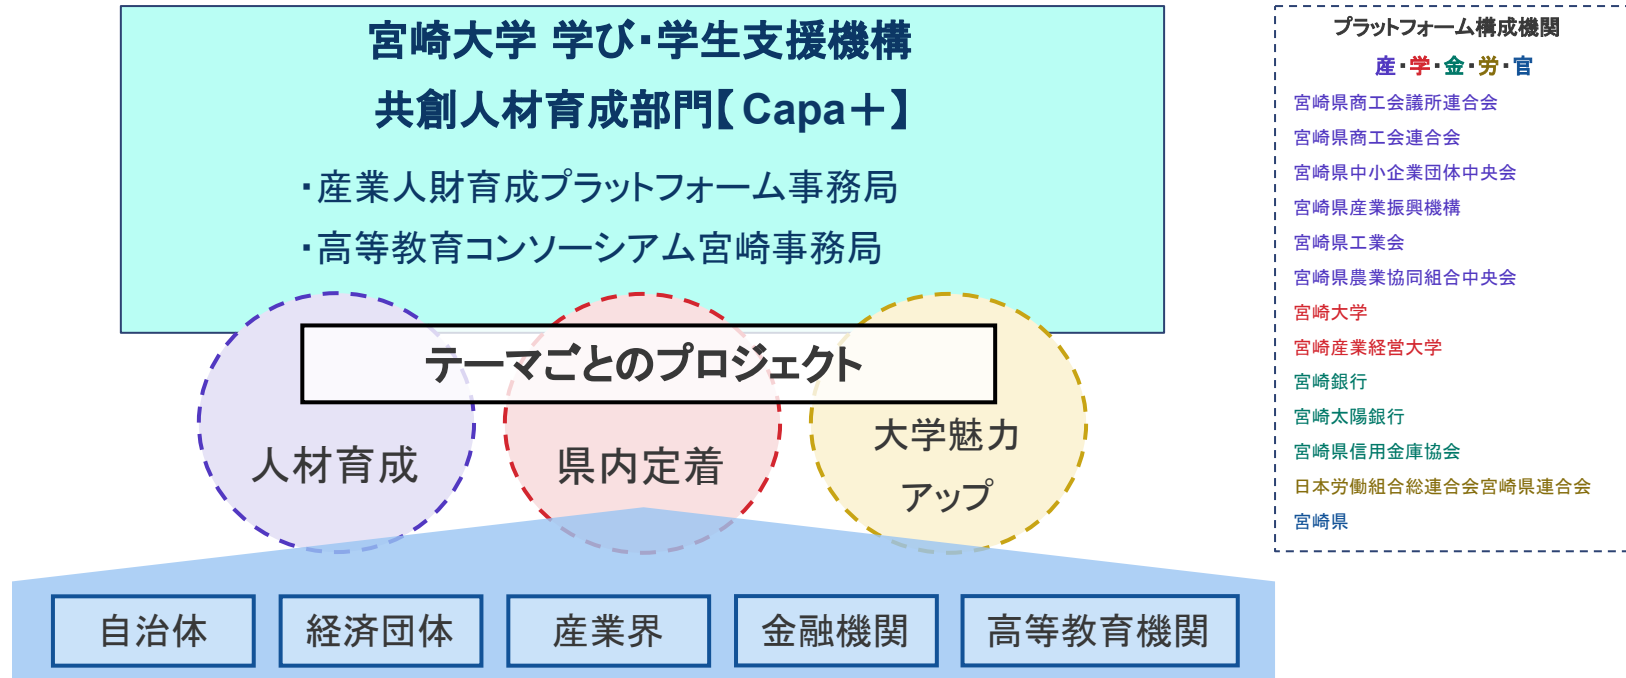 宮崎大学 学び・学生支援機構
共創人材育成部門【Capa＋】
・産業人財育成プラットフォーム事務局
・高等教育コンソーシアム宮崎事務局
テーマごとのプロジェクト
人材育成
県内定着
大学魅力
アップ
自治体
経済団体
産業界
金融機関
高等教育機関
プラットフォーム構成機関
産・学・金・労・官
宮崎県商工会議所連合会
宮崎県商工会連合会
宮崎県中小企業団体中央会
宮崎県産業振興機構
宮崎県工業会
宮崎県農業協同組合中央会
宮崎大学
宮崎産業経営大学
宮崎銀行
宮崎太陽銀行
宮崎県信用金庫協会
日本労働組合総連合会宮崎県連合会
宮崎県